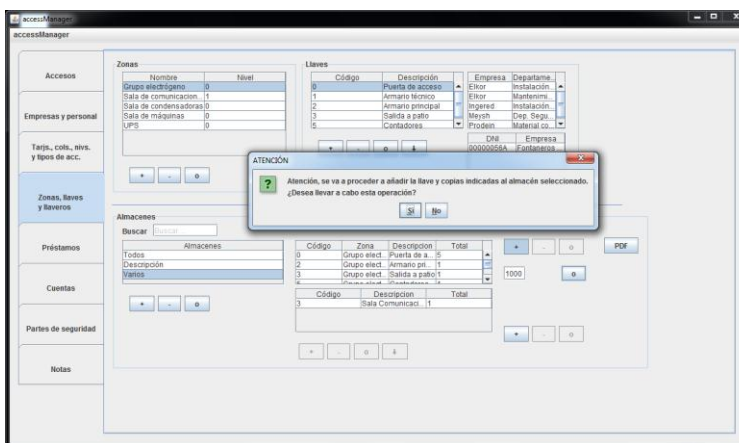 accessManager
accessManager
Accesos
Empresas y personal
Tarjs., cols., nivs.
y tipos de acc.
Zonas, llaves
y llaveros
Préstamos
Cuentas
Partes de seguridad
Notas
Zonas
Nombre Nivel
Grupo electrógeno 0
Sala de comunicacion... 1
Sala de condensadoras 0
Sala de máquinas 0
UPS 0
+ - o
Llaves
Código Descripción
0 Puerta de acceso
1 Armario técnico
2 Armario principal
3 Salida a patio
5 Contadores
Empresa Departame...
Elkor Instalación...
Elkor Mantenimi...
Ingered Instalación...
Meysh Dep. Segu...
Prodein Material co...
DNI Empresa
00000056A Fontaneros ...
ATENCIÓN
Atención, se va a proceder a añadir la llave y copias indicadas al almacén seleccionado.
¿Desea llevar a cabo esta operación?
Sí No
Almacenes
Buscar Buscar ...
Almacenes
Todos
Descripción
Varios
+ - o
Código Zona Descripcion Total
0 Grupo elect... Puerta de a... 5
2 Grupo elect... Armario pri... 1
3 Grupo elect... Salida a patio 1
5 Grupo elect... Contadores 1
Código Descripcion Total
3 Sala Comunicaci... 1
+ - o
+ - o PDF
1000 o
+ - o